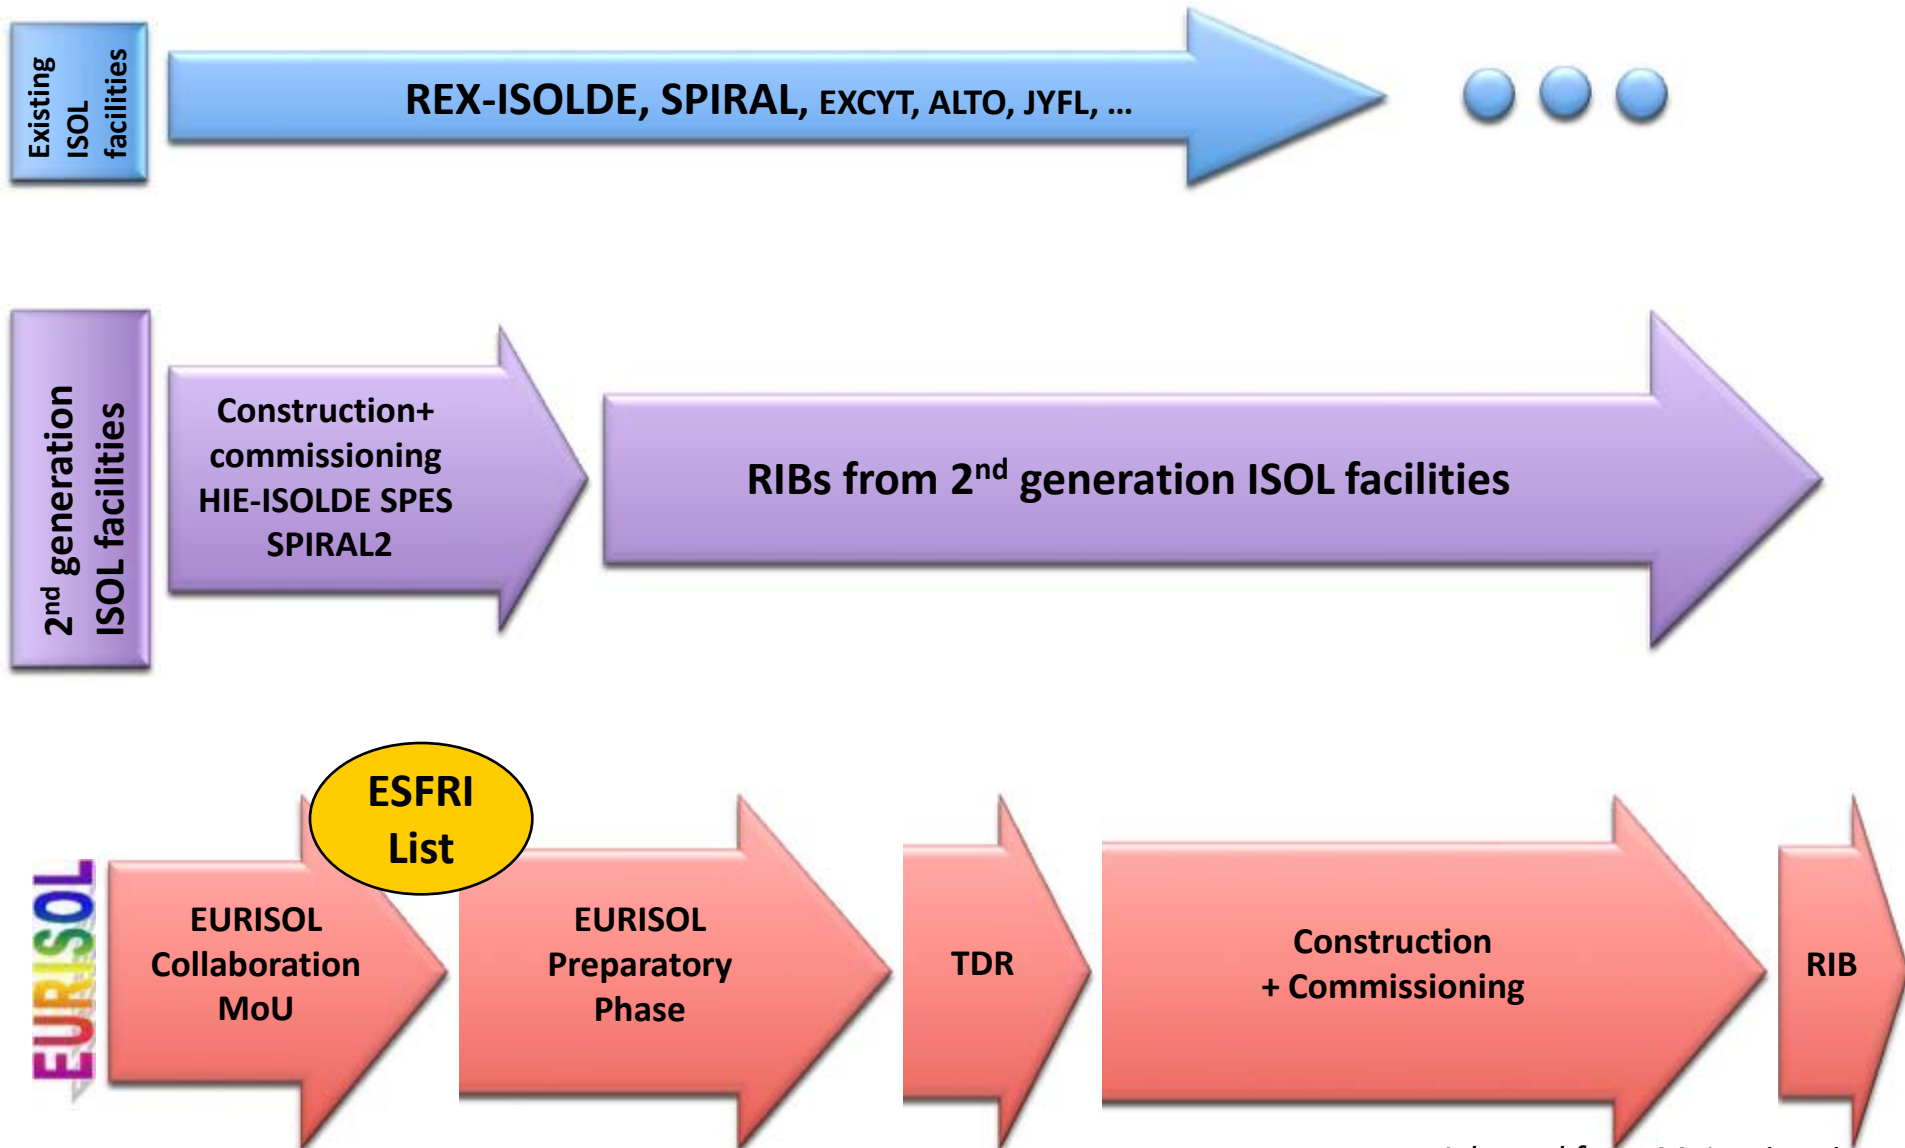 Existing
ISOL
facilities
REX-ISOLDE, SPIRAL, EXCYT, ALTO, JYFL, ...
2nd generation
ISOL facilities
Construction+
commissioning
HIE-ISOLDE SPES
SPIRAL2
RIBs from 2nd generation ISOL facilities
ESFRI
List
EURISOL
EURISOL
Collaboration
MoU
EURISOL
Preparatory
Phase
TDR
Construction
+ Commissioning
RIB